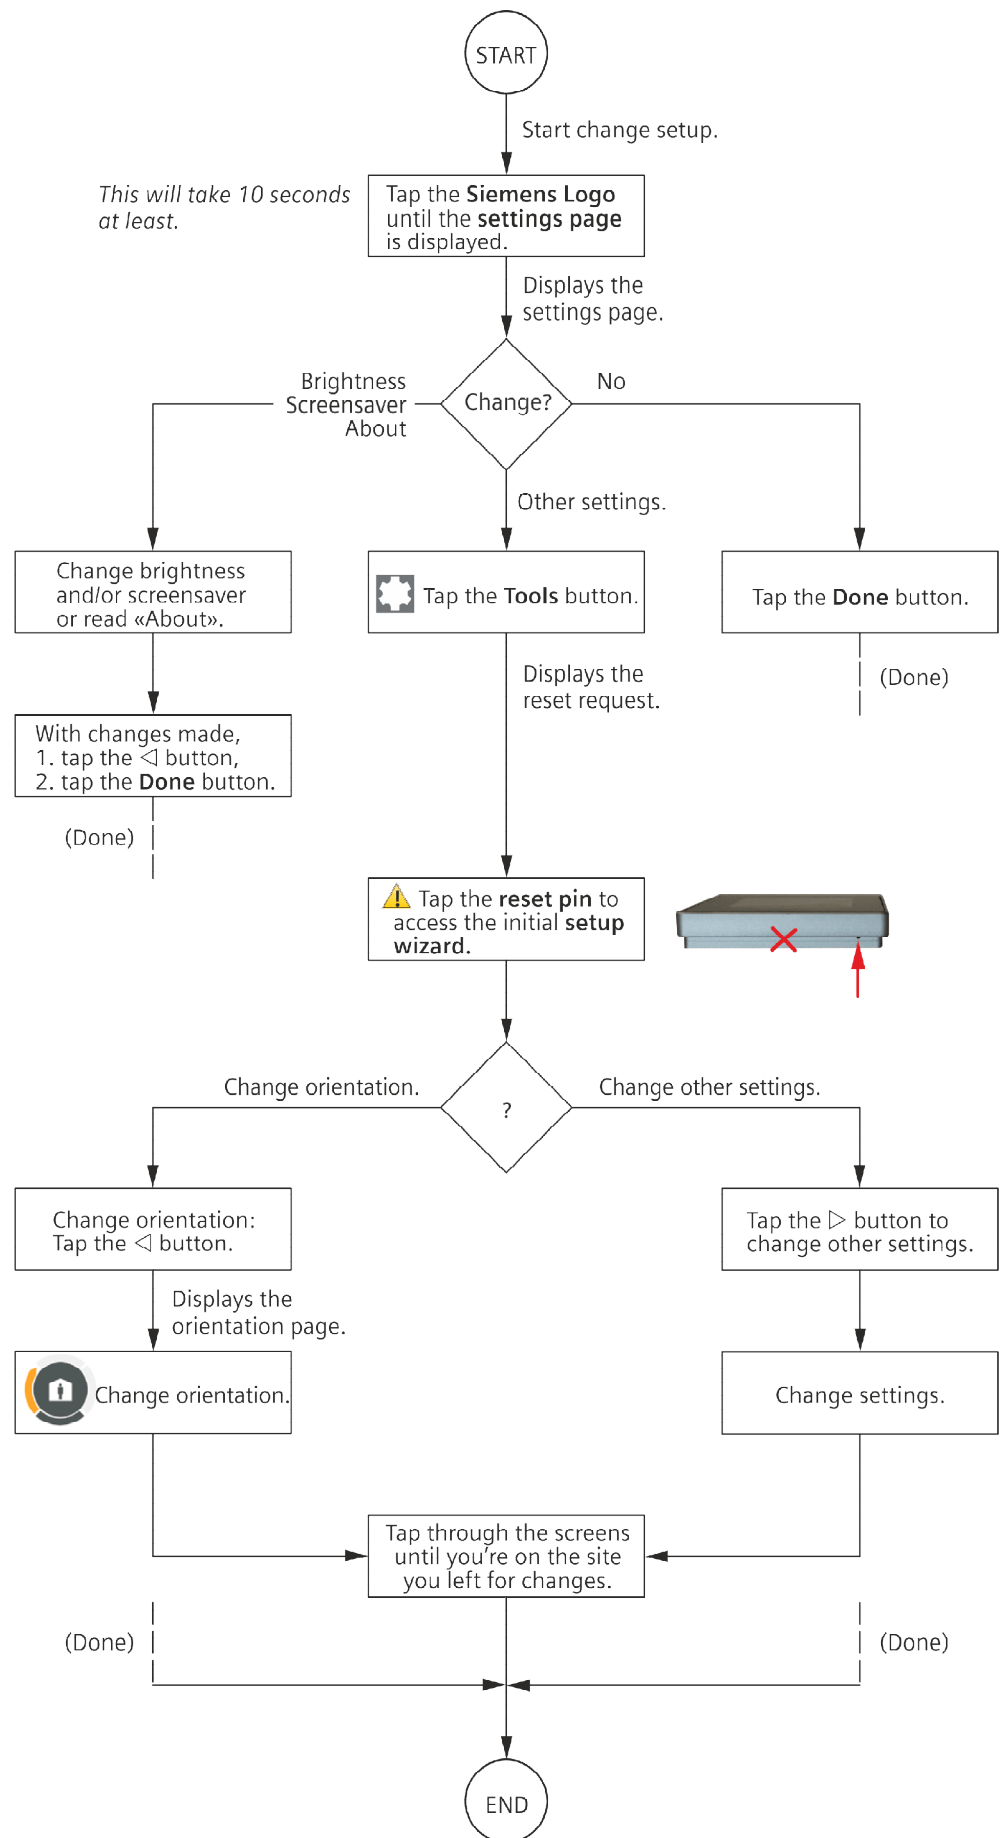 START
Start change setup.
This will take 10 seconds
at least.
Tap the Siemens Logo
until the settings page
is displayed.
Displays the
settings page.
Brightness
Screensaver
About
Change?
No
Other settings.
Change brightness
and/or screensaver
or read «About».
Tap the Tools button.
Tap the Done button.
Displays the
reset request.
(Done)
With changes made,
1. tap the ◁ button,
2. tap the Done button.
(Done)
Tap the reset pin to
access the initial setup
wizard.
Change orientation.
?
Change other settings.
Change orientation:
Tap the ◁ button.
Tap the ▷ button to
change other settings.
Displays the
orientation page.
Change orientation.
Change settings.
Tap through the screens
until you're on the site
you left for changes.
(Done)
(Done)
END